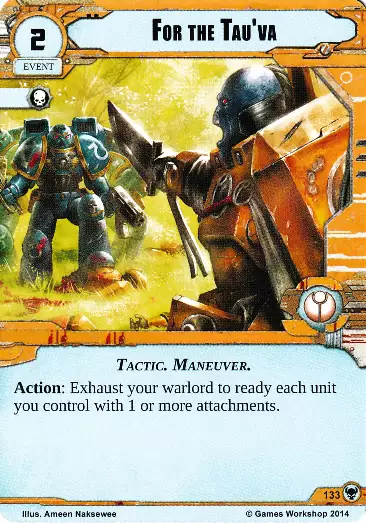 2
FOR THE TAU'VA
EVENT
TACTIC. MANEUVER.
Action: Exhaust your warlord to ready each unit
you control with 1 or more attachments.
133
Illus. Ameen Naksewee
© Games Workshop 2014